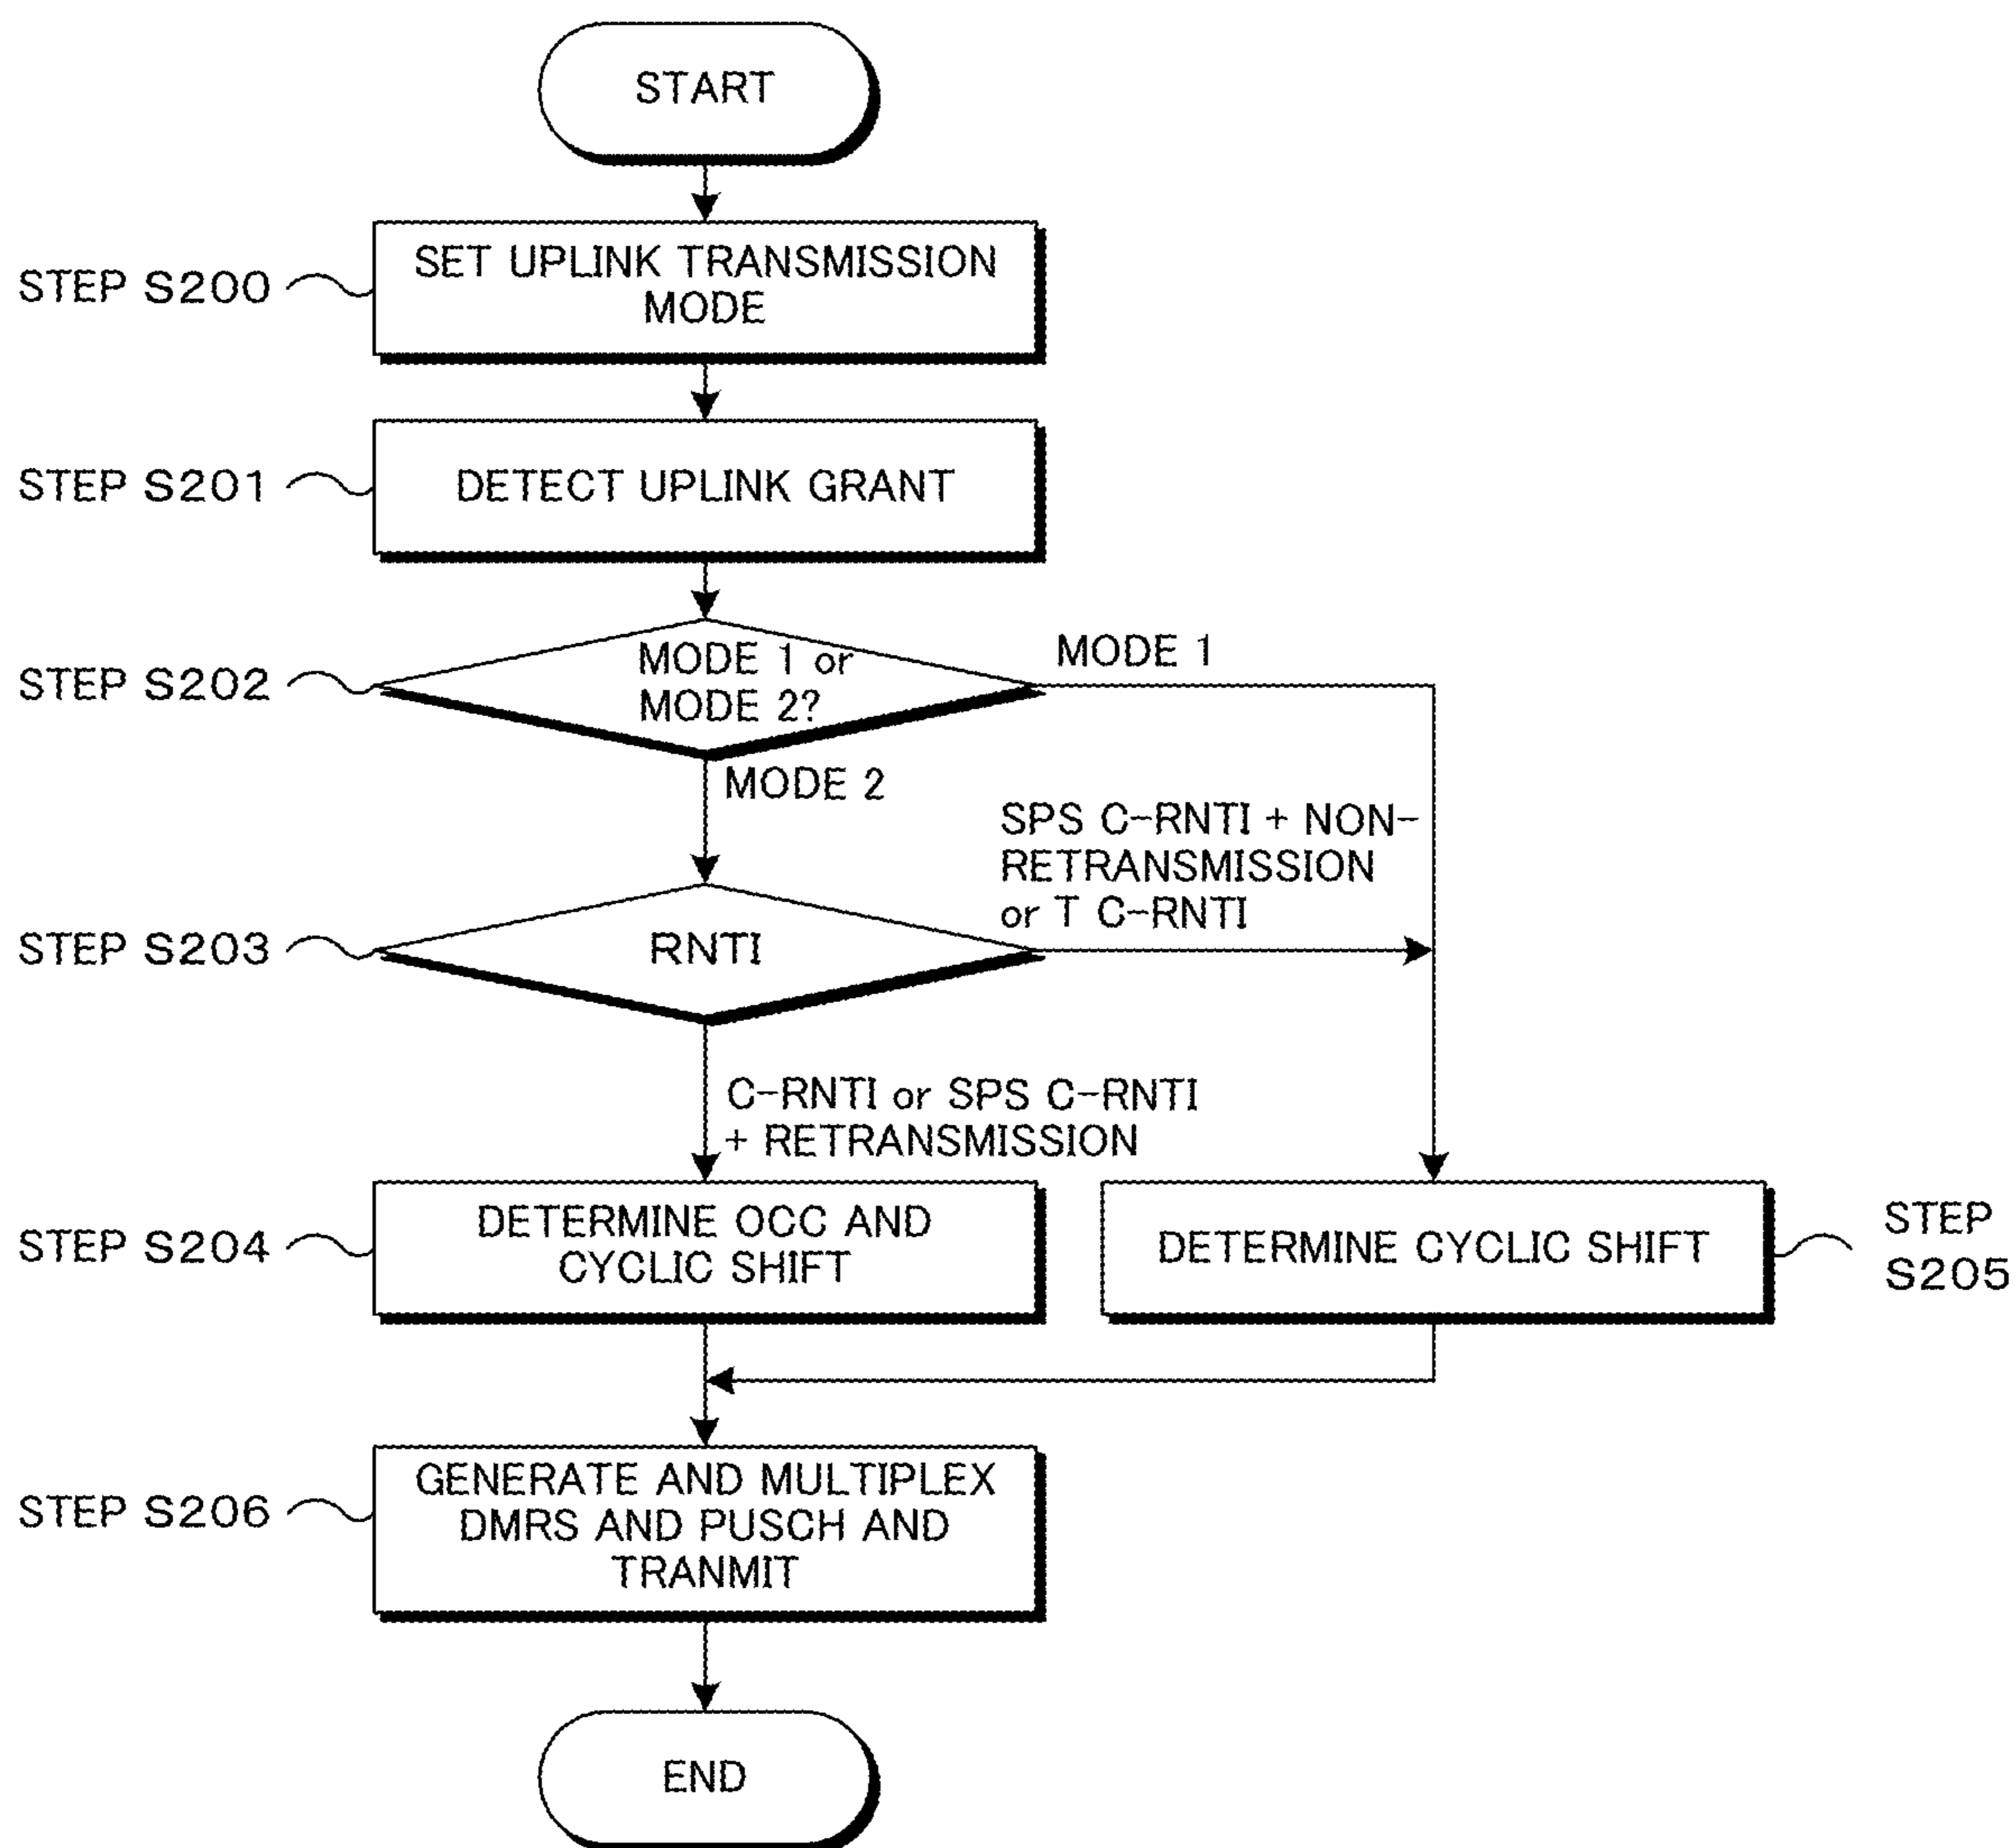 START
STEP S200
SET UPLINK TRANSMISSION
MODE
STEP S201
DETECT UPLINK GRANT
STEP S202
MODE 1 or
MODE 2?
MODE 1
MODE 2
STEP S203
RNTI
SPS C-RNTI + NON-
RETRANSMISSION
or T C-RNTI
C-RNTI or SPS C-RNTI
+ RETRANSMISSION
STEP S204
DETERMINE OCC AND
CYCLIC SHIFT
DETERMINE CYCLIC SHIFT
STEP
S205
STEP S206
GENERATE AND MULTIPLEX
DMRS AND PUSCH AND
TRANMIT
END